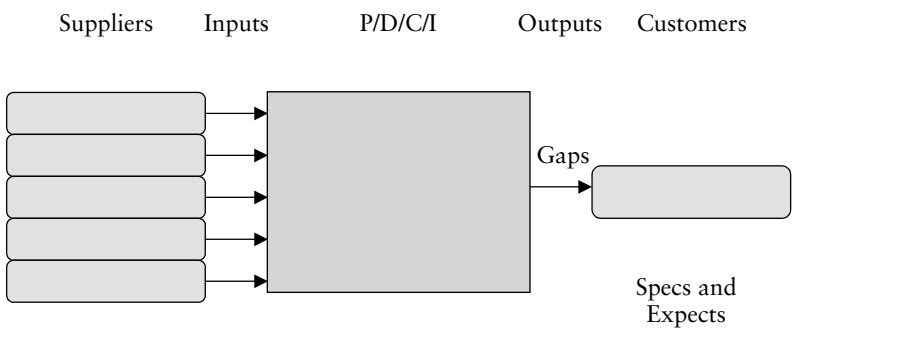 Suppliers Inputs P/D/C/I Outputs Customers
Gaps
Specs and
Expects